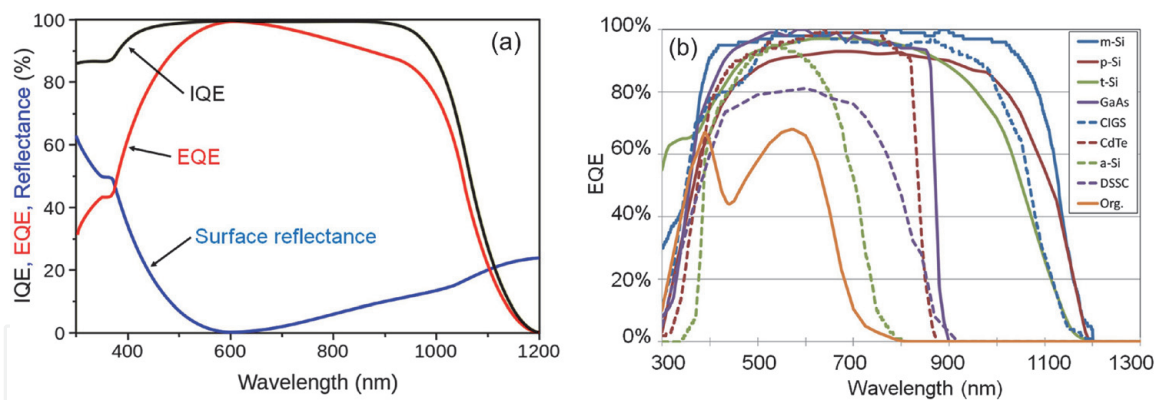 (a)
IQE, EQE, Reflectance (%)
100
80
60
40
20
0
IQE
EQE
Surface reflectance
400
600
800
1000
1200
Wavelength (nm)
(b)
EQE
100%
80%
60%
40%
20%
0%
m-Si
p-Si
t-Si
GaAs
CIGS
CdTe
a-Si
DSSC
Org.
300
500
700
900
1100
1300
Wavelength (nm)